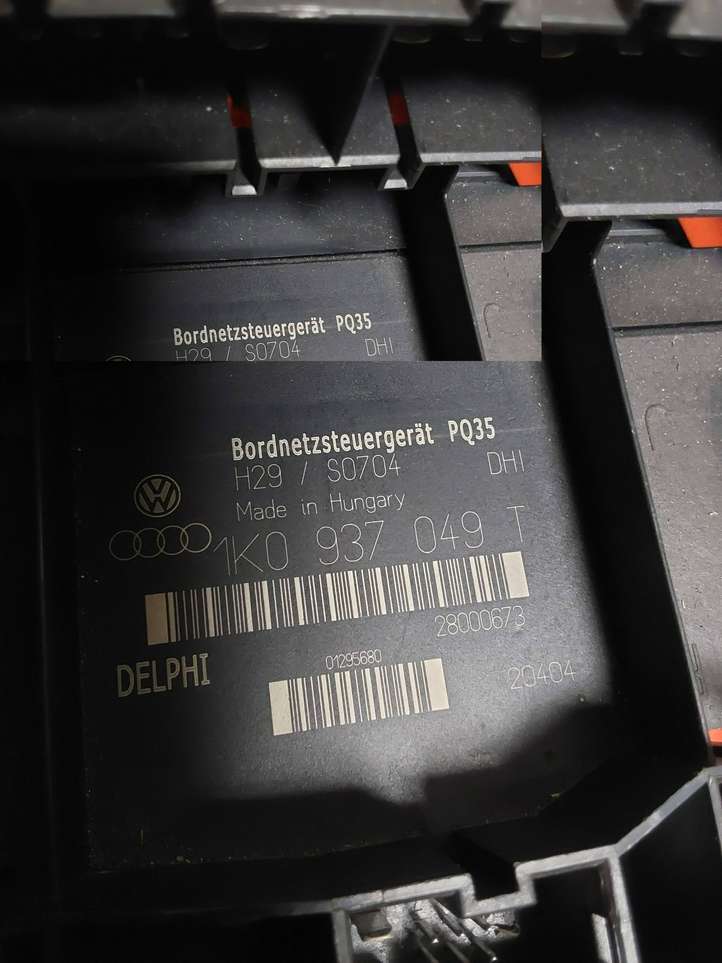 Bordnetzsteuergerät PQ35
H29 / S0704 DHI
Bordnetzsteuergerät PQ35
H29 / S0704 DHI
Made in Hungary
1K0 937 049 T
28000673
DELPHI
01295680
20404